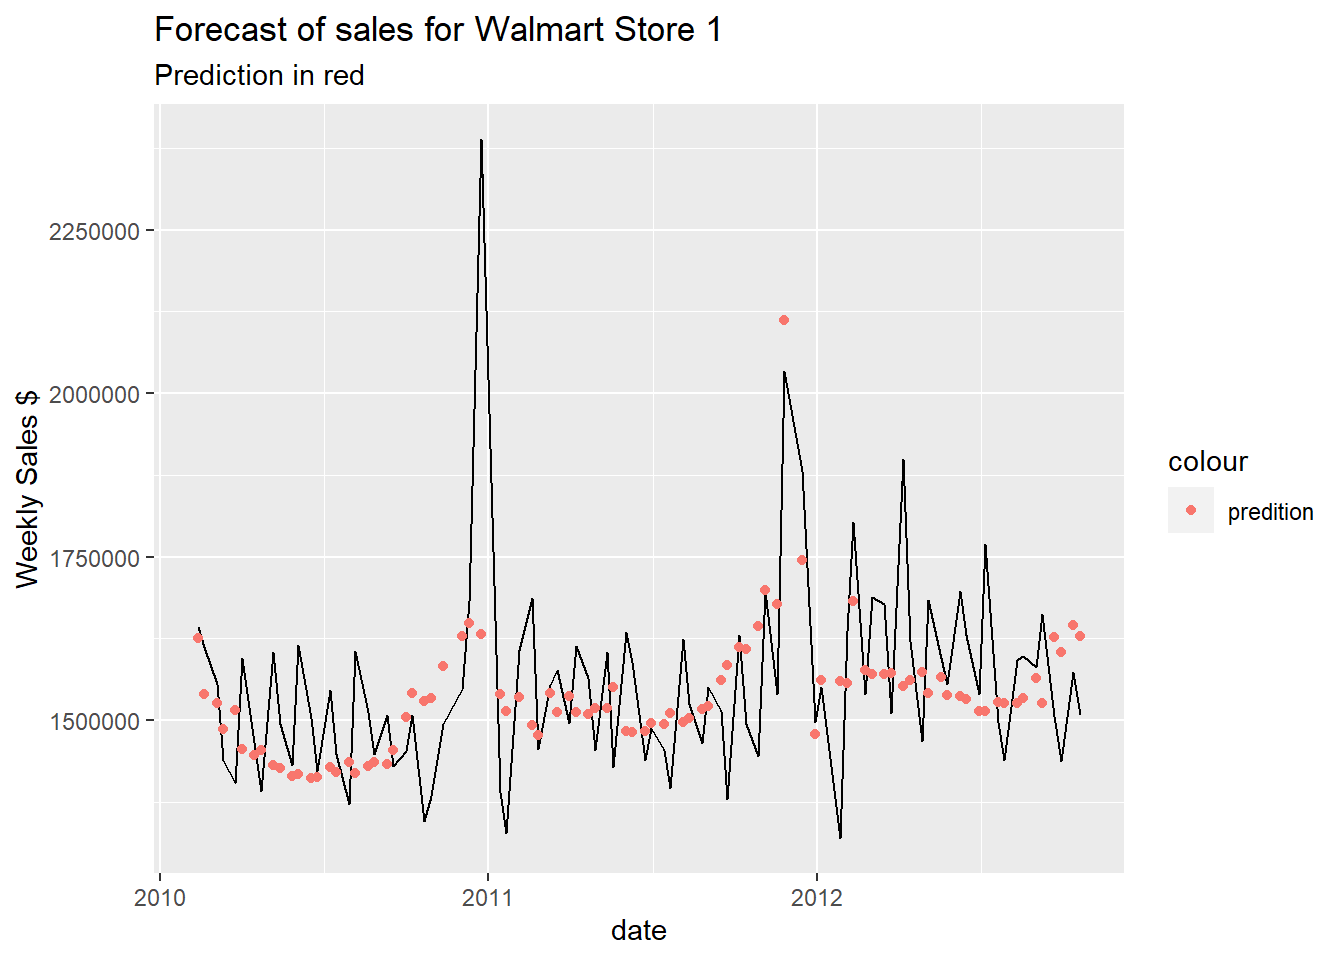 Forecast of sales for Walmart Store 1
Prediction in red
Weekly Sales $
2250000
2000000
1750000
1500000
2010
2011
2012
date
colour
predition